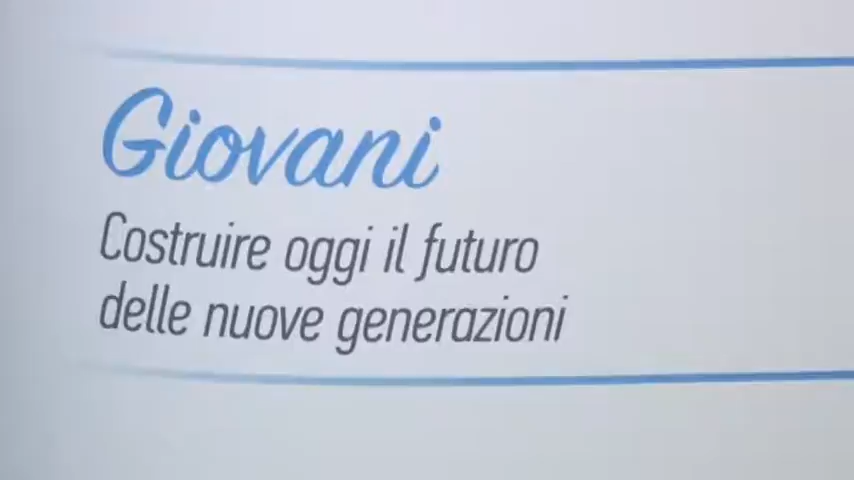 Giovani
Costruire oggi il futuro
delle nuove generazioni